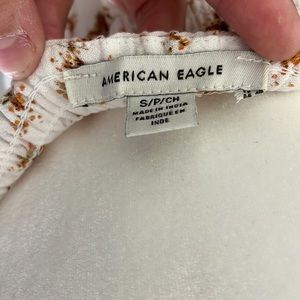 AMERICAN EAGLE
S/P/CH
MADE IN INDIA
FABRIQUÉ EN
INDE